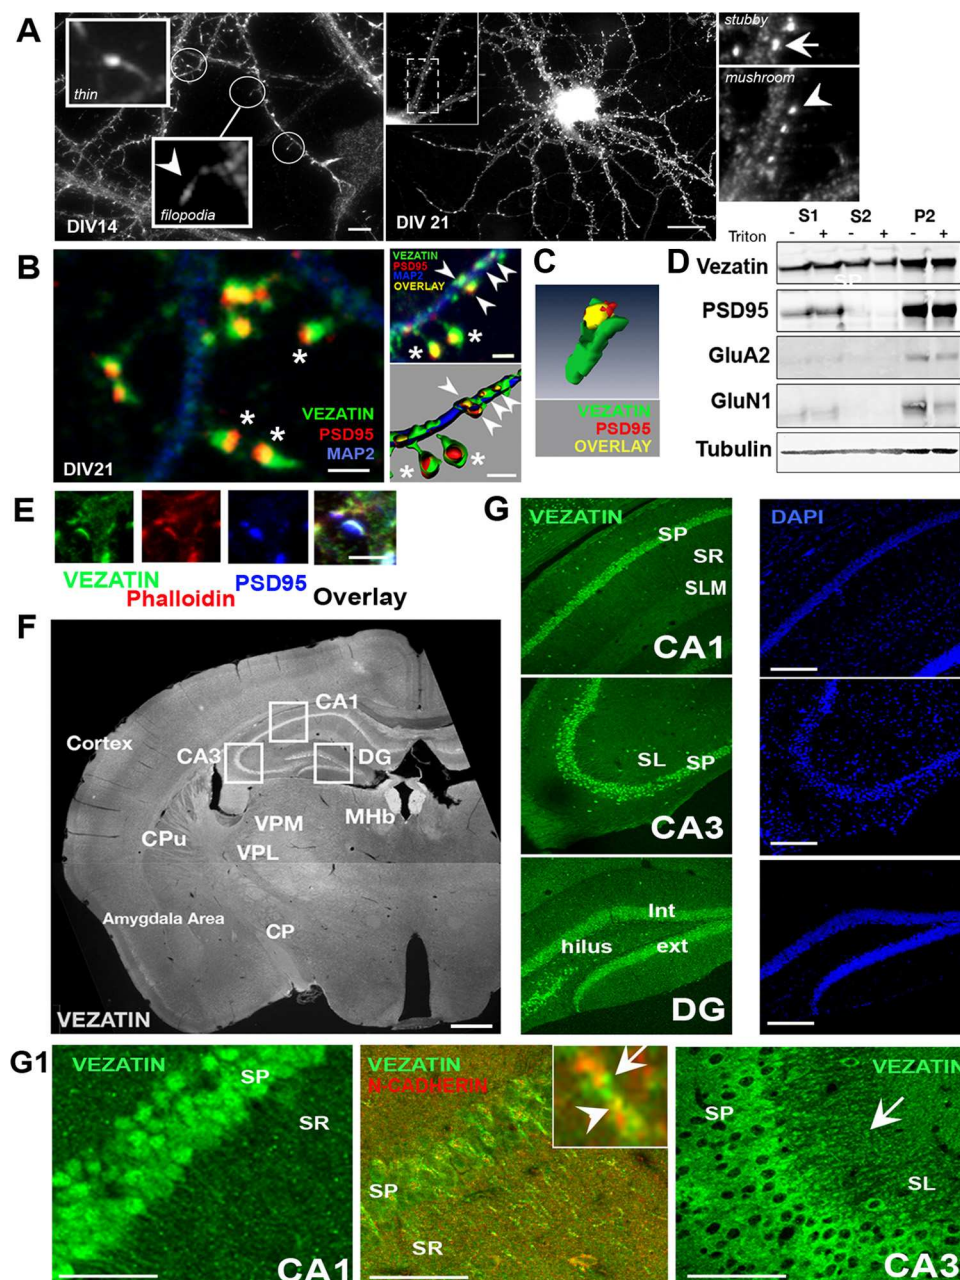 A
thin
filopodia
DIV14
DIV 21
stubby
mushroom
B
VEZATIN
PSD95
MAP2
DIV21
VEZATIN
PSD95
MAP2
OVERLAY
*
*
*
*
*
*
*
C
VEZATIN
PSD95
OVERLAY
S1 S2 P2
Triton - + - + - +
D
Vezatin
SP
PSD95
GluA2
GluN1
Tubulin
E
VEZATIN
Phalloidin
PSD95
Overlay
F
Cortex
CA1
CA3
DG
MHb
CPu
VPM
VPL
Amygdala Area
CP
VEZATIN
G
VEZATIN
DAPI
SP
SR
SLM
CA1
SL
SP
CA3
Int
hilus
ext
DG
G1
VEZATIN
SP
SR
CA1
VEZATIN
N-CADHERIN
SP
SR
VEZATIN
SP
SL
CA3